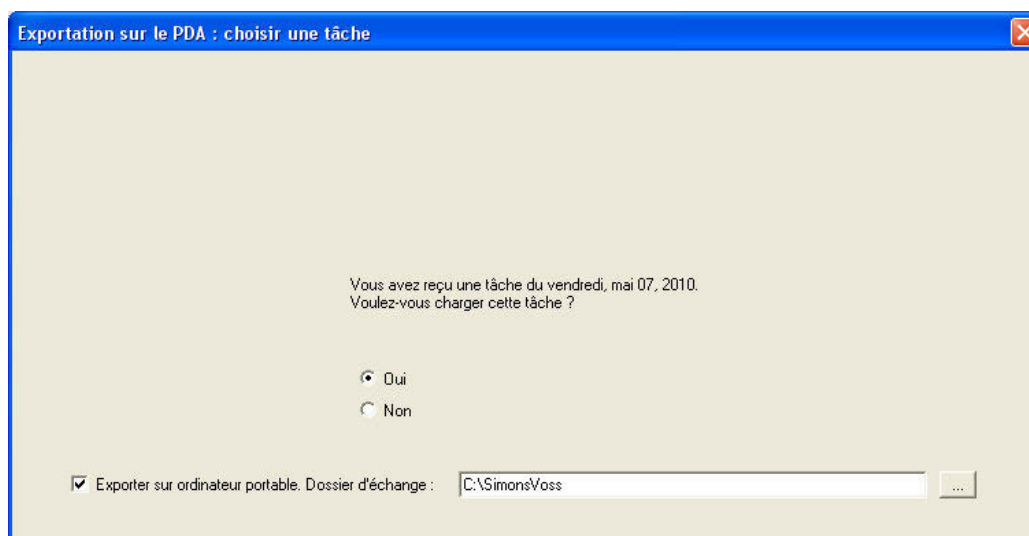 Exportation sur le PDA : choisir une tâche
Vous avez reçu une tâche du vendredi, mai 07, 2010.
Voulez-vous charger cette tâche ?
Oui
Non
Exporter sur ordinateur portable. Dossier d'échange : C:\SimonsVoss ...